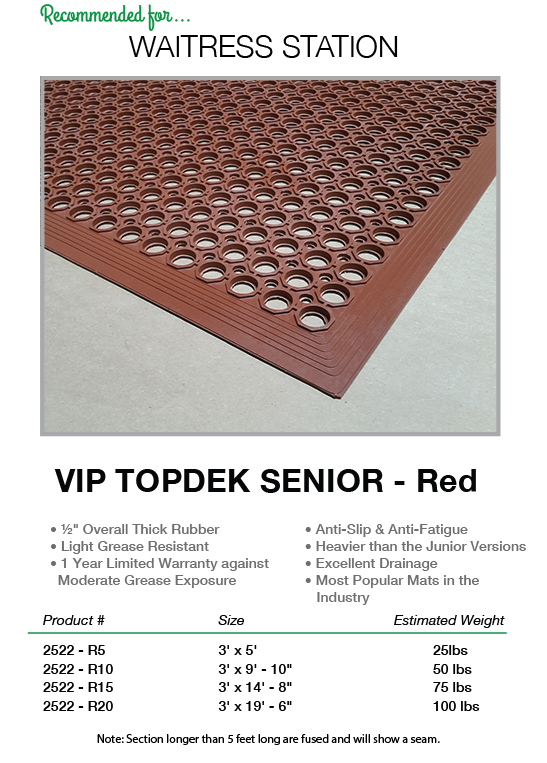 Recommended for...
WAITRESS STATION
VIP TOPDEK SENIOR - Red
• ½" Overall Thick Rubber
• Light Grease Resistant
• 1 Year Limited Warranty against
Moderate Grease Exposure
• Anti-Slip & Anti-Fatigue
• Heavier than the Junior Versions
• Excellent Drainage
• Most Popular Mats in the
Industry
Product # Size Estimated Weight
2522 - R5 3' x 5' 25lbs
2522 - R10 3' x 9' - 10" 50 lbs
2522 - R15 3' x 14' - 8" 75 lbs
2522 - R20 3' x 19' - 6" 100 lbs
Note: Section longer than 5 feet long are fused and will show a seam.